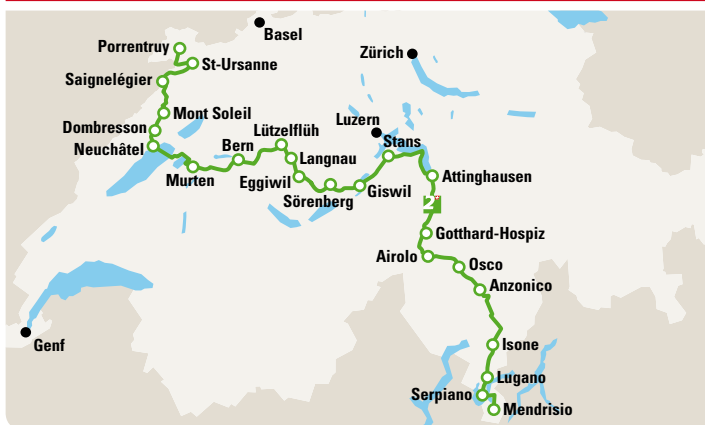 Basel
Porrentruy
St-Ursanne
Zürich
Saignelégier
Mont Soleil
Luzern
Dombresson
Lützelflüh
Bern
Stans
Neuchâtel
Langnau
Murten
Eggiwil
Giswil
Attinghausen
Sörenberg
2
Gotthard-Hospiz
Airolo
Osco
Anzonico
Genf
Isone
Lugano
Serpiano
Mendrisio